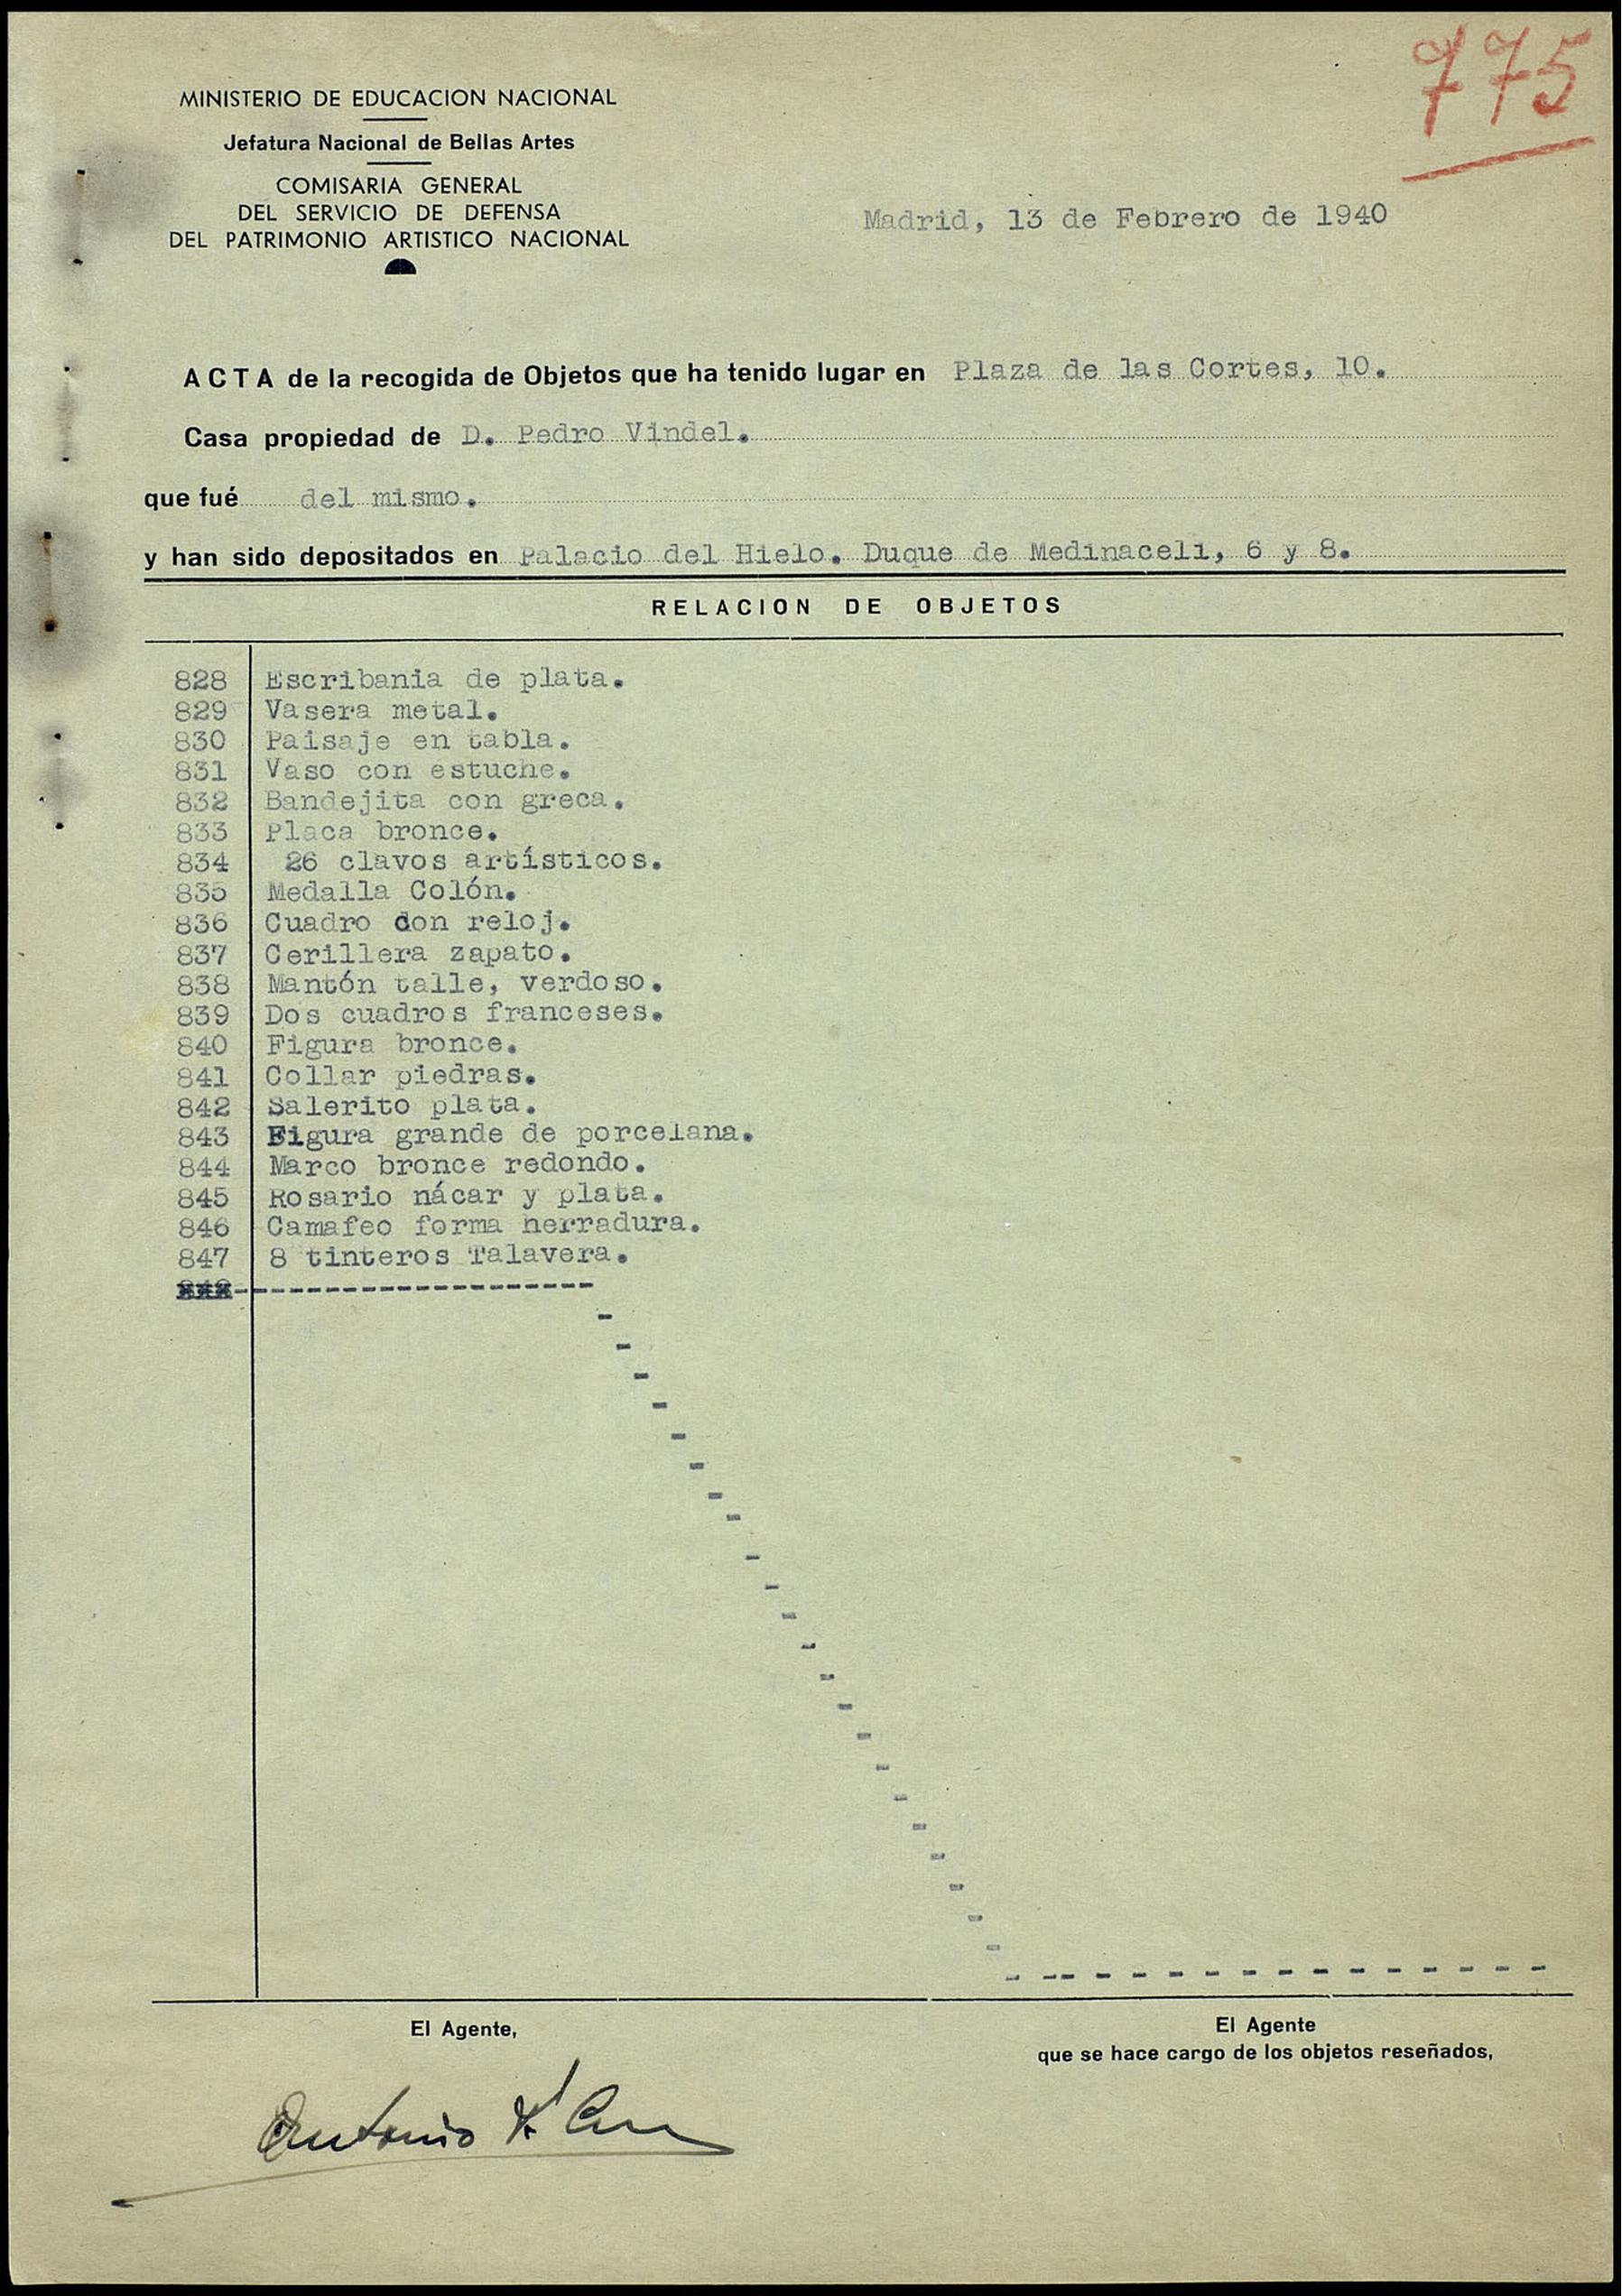 775
MINISTERIO DE EDUCACION NACIONAL
Jefatura Nacional de Bellas Artes
COMISARIA GENERAL
DEL SERVICIO DE DEFENSA
DEL PATRIMONIO ARTISTICO NACIONAL
Madrid, 13 de Febrero de 1940
ACTA de la recogida de Objetos que ha tenido lugar en Plaza de las Cortes, 10.
Casa propiedad de D. Pedro Vindel.
que fué del mismo.
y han sido depositados en Palacio del Hielo. Duque de Medinaceli, 6 y 8.
RELACION DE OBJETOS
828 Escribania de plata.
829 Vasera metal.
830 Paisaje en tabla.
831 Vaso con estuche.
832 Bandejita con greca.
833 Placa bronce.
834 26 clavos artísticos.
835 Medalla Colón.
836 Cuadro con reloj.
837 Cerillera zapato.
838 Mantón talle, verdoso.
839 Dos cuadros franceses.
840 Figura bronce.
841 Collar piedras.
842 Salerito plata.
843 Figura grande de porcelana.
844 Marco bronce redondo.
845 Rosario nácar y plata.
846 Camafeo forma herradura.
847 8 tinteros Talavera.
El Agente,
El Agente
que se hace cargo de los objetos reseñados,
Antonio